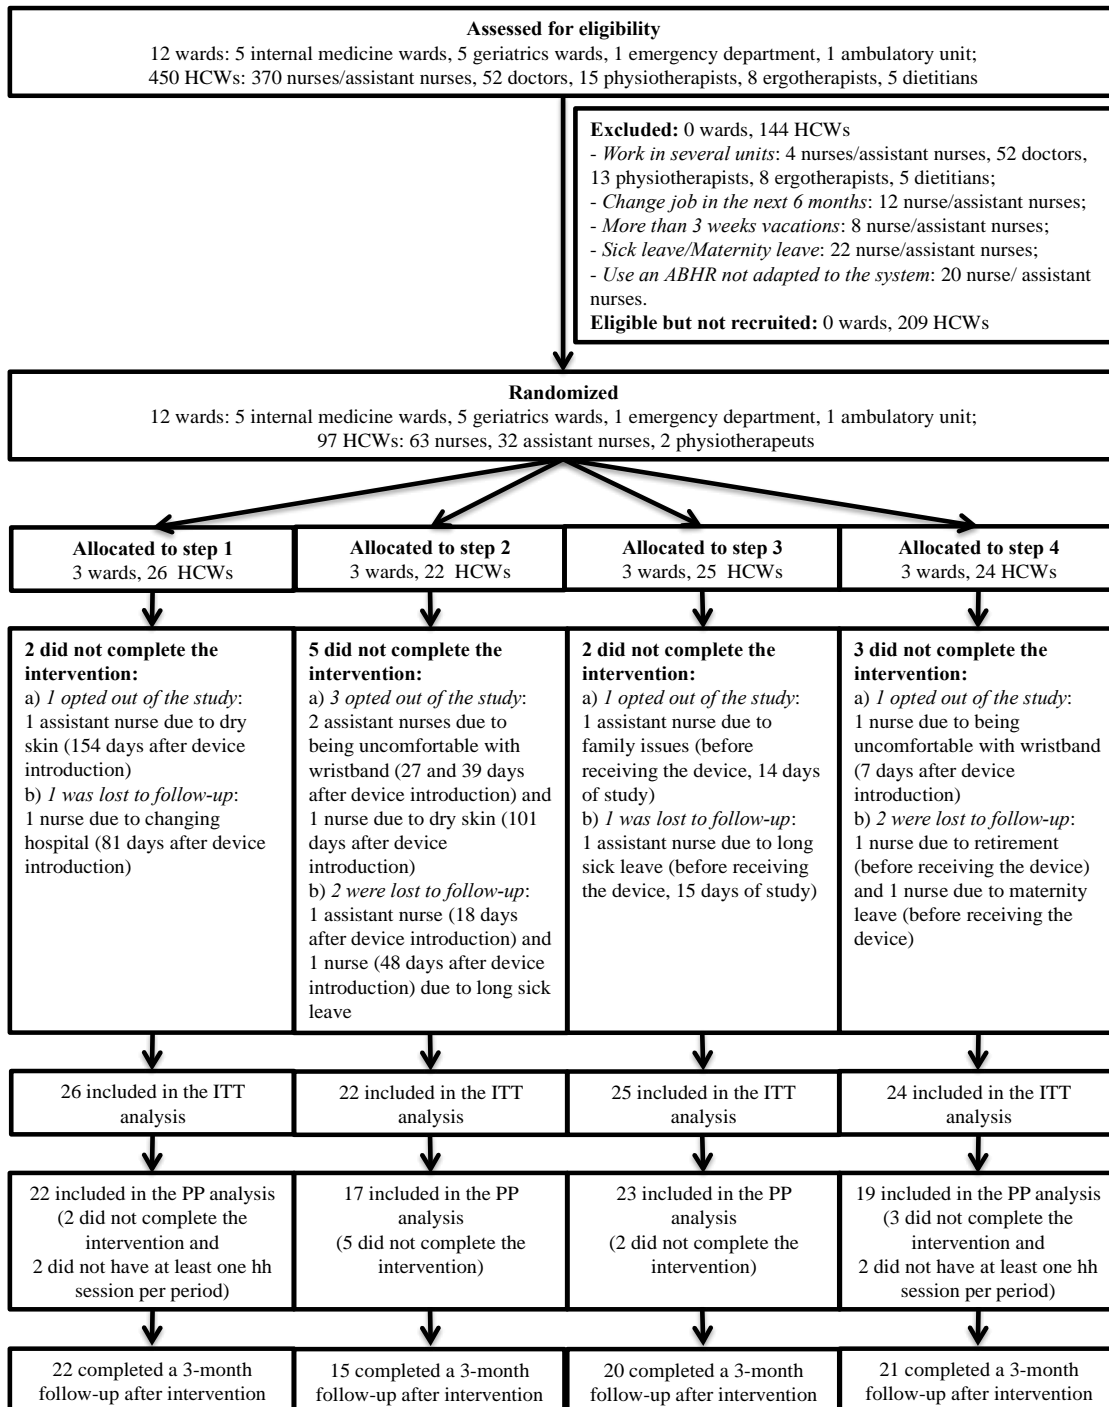 Assessed for eligibility
12 wards: 5 internal medicine wards, 5 geriatrics wards, 1 emergency department, 1 ambulatory unit;
450 HCWs: 370 nurses/assistant nurses, 52 doctors, 15 physiotherapists, 8 ergotherapists, 5 dietitians
Excluded: 0 wards, 144 HCWs
- Work in several units: 4 nurses/assistant nurses, 52 doctors,
13 physiotherapists, 8 ergotherapists, 5 dietitians;
- Change job in the next 6 months: 12 nurse/assistant nurses;
- More than 3 weeks vacations: 8 nurse/assistant nurses;
- Sick leave/Maternity leave: 22 nurse/assistant nurses;
- Use an ABHR not adapted to the system: 20 nurse/ assistant
nurses.
Eligible but not recruited: 0 wards, 209 HCWs
Randomized
12 wards: 5 internal medicine wards, 5 geriatrics wards, 1 emergency department, 1 ambulatory unit;
97 HCWs: 63 nurses, 32 assistant nurses, 2 physiotherapeuts
Allocated to step 1
3 wards, 26 HCWs
Allocated to step 2
3 wards, 22 HCWs
Allocated to step 3
3 wards, 25 HCWs
Allocated to step 4
3 wards, 24 HCWs
2 did not complete the
intervention:
a) 1 opted out of the study:
1 assistant nurse due to dry
skin (154 days after device
introduction)
b) 1 was lost to follow-up:
1 nurse due to changing
hospital (81 days after device
introduction)
5 did not complete the
intervention:
a) 3 opted out of the study:
2 assistant nurses due to
being uncomfortable with
wristband (27 and 39 days
after device introduction) and
1 nurse due to dry skin (101
days after device
introduction)
b) 2 were lost to follow-up:
1 assistant nurse (18 days
after device introduction) and
1 nurse (48 days after device
introduction) due to long sick
leave
2 did not complete the
intervention:
a) 1 opted out of the study:
1 assistant nurse due to
family issues (before
receiving the device, 14 days
of study)
b) 1 was lost to follow-up:
1 assistant nurse due to long
sick leave (before receiving
the device, 15 days of study)
3 did not complete the
intervention:
a) 1 opted out of the study:
1 nurse due to being
uncomfortable with wristband
(7 days after device
introduction)
b) 2 were lost to follow-up:
1 nurse due to retirement
(before receiving the device)
and 1 nurse due to maternity
leave (before receiving the
device)
26 included in the ITT
analysis
22 included in the ITT
analysis
25 included in the ITT
analysis
24 included in the ITT
analysis
22 included in the PP analysis
(2 did not complete the
intervention and
2 did not have at least one hh
session per period)
17 included in the PP
analysis
(5 did not complete the
intervention)
23 included in the PP
analysis
(2 did not complete the
intervention)
19 included in the PP analysis
(3 did not complete the
intervention and
2 did not have at least one hh
session per period)
22 completed a 3-month
follow-up after intervention
15 completed a 3-month
follow-up after intervention
20 completed a 3-month
follow-up after intervention
21 completed a 3-month
follow-up after intervention